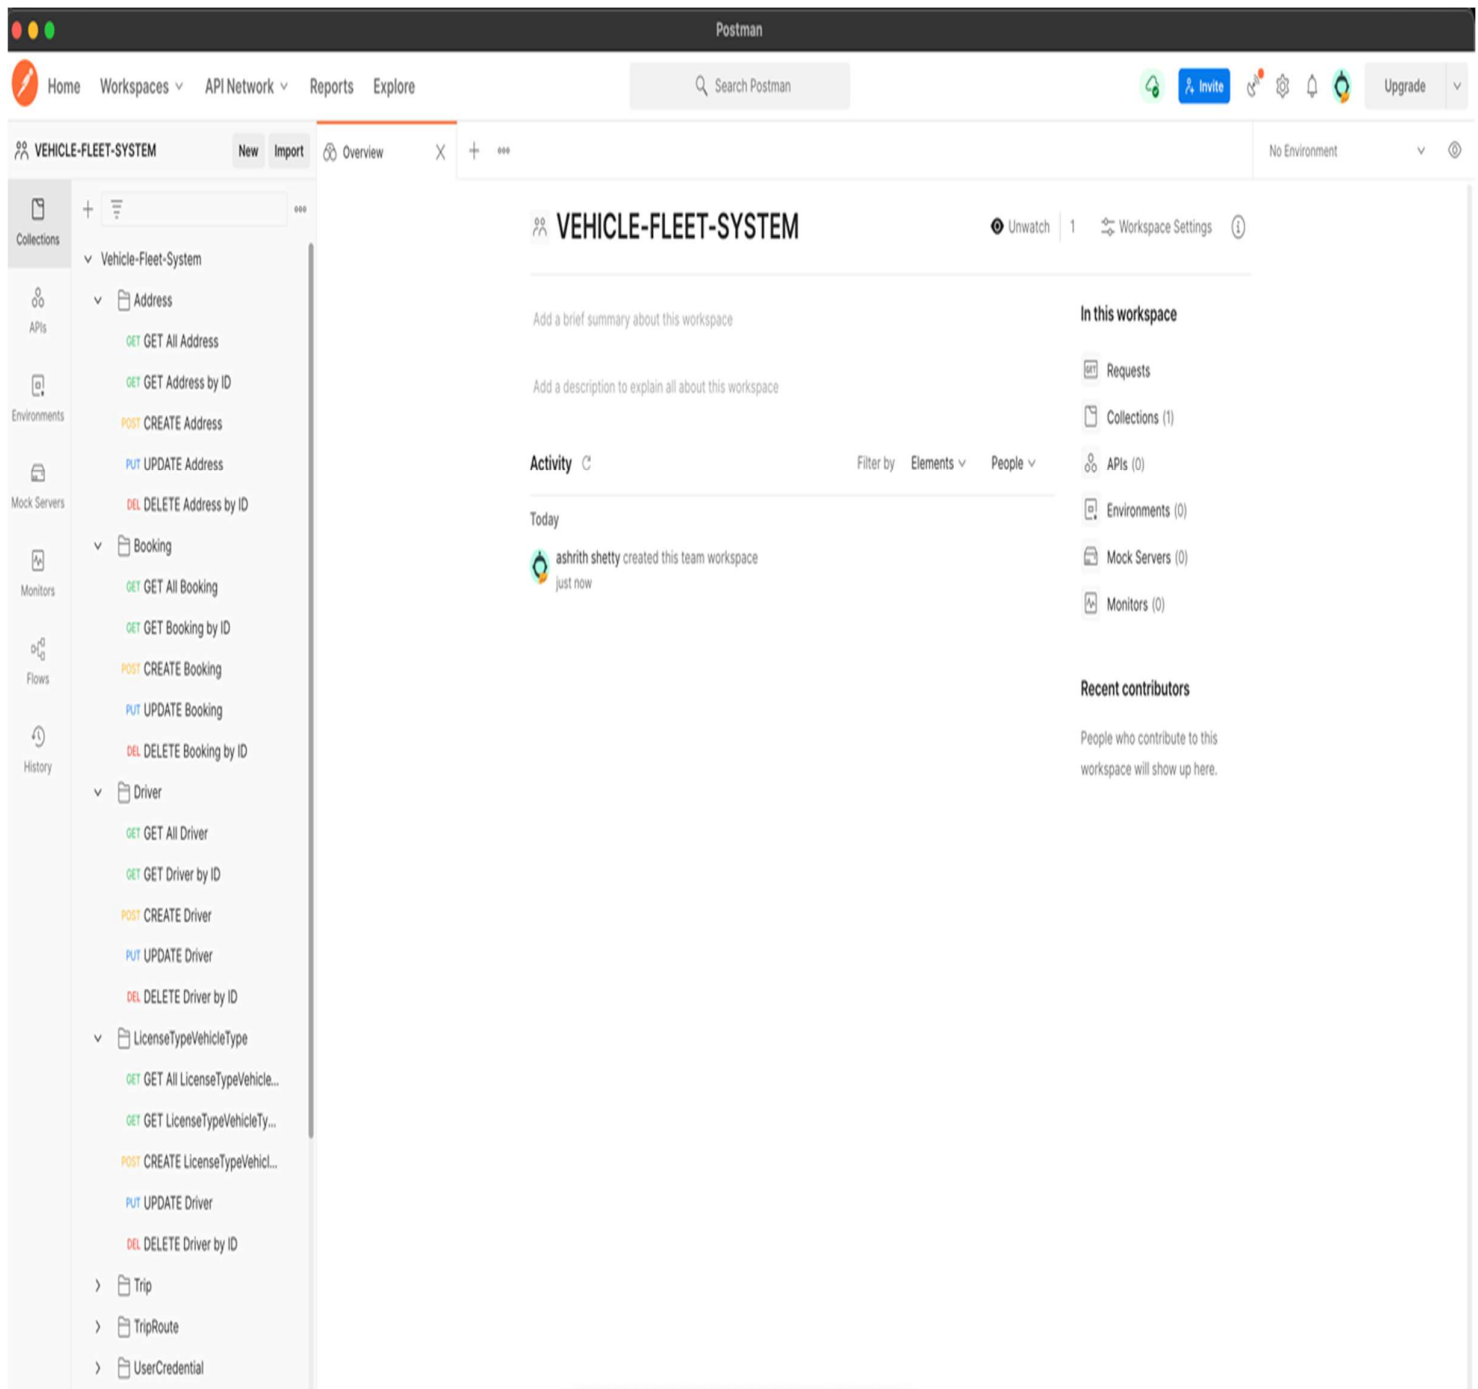 Postman
Home Workspaces API Network Reports Explore
Search Postman
Invite
Upgrade
VEHICLE-FLEET-SYSTEM
New Import
Overview
No Environment
Collections
APIs
Environments
Mock Servers
Monitors
Flows
History
Vehicle-Fleet-System
Address
GET GET All Address
GET GET Address by ID
POST CREATE Address
PUT UPDATE Address
DEL DELETE Address by ID
Booking
GET GET All Booking
GET GET Booking by ID
POST CREATE Booking
PUT UPDATE Booking
DEL DELETE Booking by ID
Driver
GET GET All Driver
GET GET Driver by ID
POST CREATE Driver
PUT UPDATE Driver
DEL DELETE Driver by ID
LicenseTypeVehicleType
GET GET All LicenseTypeVehicle...
GET GET LicenseTypeVehicleTy...
POST CREATE LicenseTypeVehicl...
PUT UPDATE Driver
DEL DELETE Driver by ID
Trip
TripRoute
UserCredential
VEHICLE-FLEET-SYSTEM
Unwatch 1 Workspace Settings
Add a brief summary about this workspace
Add a description to explain all about this workspace
Activity
Filter by Elements People
Today
ashrith shetty created this team workspace
just now
In this workspace
GET Requests
Collections (1)
APIs (0)
Environments (0)
Mock Servers (0)
Monitors (0)
Recent contributors
People who contribute to this
workspace will show up here.